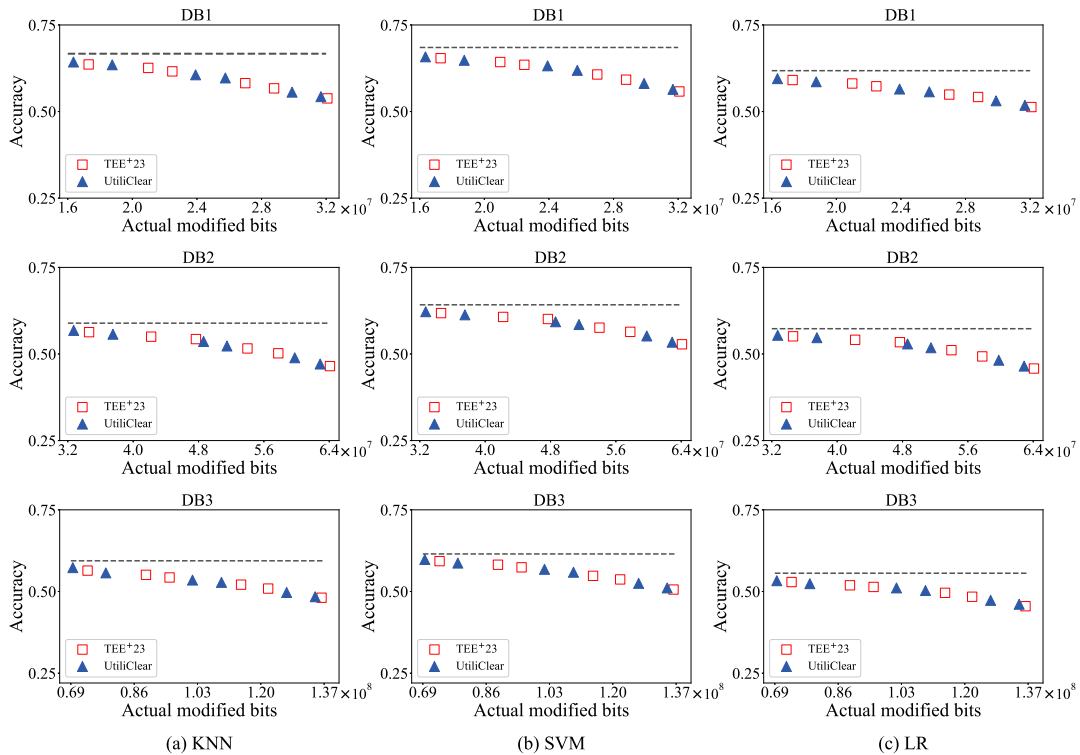 DB1
0.75
Accuracy
0.50
TEE+23
UtiliClear
0.25
1.6 2.0 2.4 2.8 3.2 ×10^7
Actual modified bits
DB1
0.75
Accuracy
0.50
TEE+23
UtiliClear
0.25
1.6 2.0 2.4 2.8 3.2 ×10^7
Actual modified bits
DB1
0.75
Accuracy
0.50
TEE+23
UtiliClear
0.25
1.6 2.0 2.4 2.8 3.2 ×10^7
Actual modified bits
DB2
0.75
Accuracy
0.50
TEE+23
UtiliClear
0.25
3.2 4.0 4.8 5.6 6.4 ×10^7
Actual modified bits
DB2
0.75
Accuracy
0.50
TEE+23
UtiliClear
0.25
3.2 4.0 4.8 5.6 6.4 ×10^7
Actual modified bits
DB2
0.75
Accuracy
0.50
TEE+23
UtiliClear
0.25
3.2 4.0 4.8 5.6 6.4 ×10^7
Actual modified bits
DB3
0.75
Accuracy
0.50
TEE+23
UtiliClear
0.25
0.69 0.86 1.03 1.20 1.37 ×10^8
Actual modified bits
(a) KNN
DB3
0.75
Accuracy
0.50
TEE+23
UtiliClear
0.25
0.69 0.86 1.03 1.20 1.37 ×10^8
Actual modified bits
(b) SVM
DB3
0.75
Accuracy
0.50
TEE+23
UtiliClear
0.25
0.69 0.86 1.03 1.20 1.37 ×10^8
Actual modified bits
(c) LR